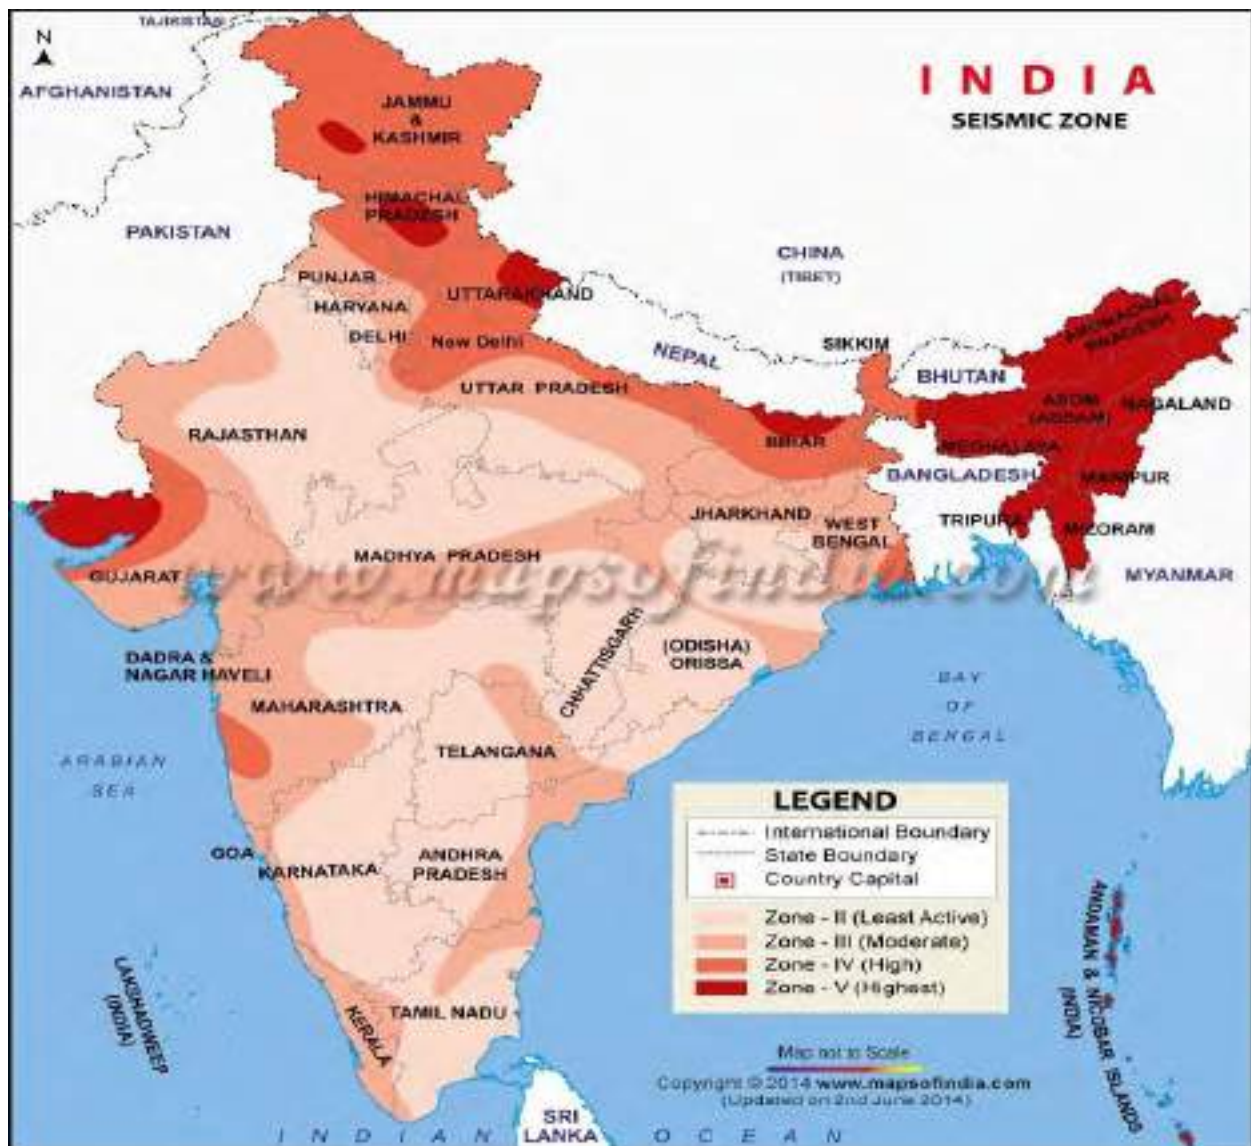 TAJIKISTAN
N
AFGHANISTAN
INDIA
SEISMIC ZONE
JAMMU
&
KASHMIR
HIMACHAL
PRADESH
PAKISTAN
CHINA
(TIBET)
PUNJAB
UTTARAKHAND
HARYANA
DELHI
New Delhi
NEPAL
SIKKIM
ARUNACHAL
PRADESH
BHUTAN
UTTAR PRADESH
ASOM
(ASSAM)
NAGALAND
RAJASTHAN
BIHAR
MEGHALAYA
BANGLADESH
MANIPUR
JHARKHAND
WEST
BENGAL
TRIPURA
MIZORAM
MADHYA PRADESH
www.mapsofindia.com
GUJARAT
MYANMAR
CHHATTISGARH
(ODISHA)
ORISSA
DADRA &
NAGAR HAVELI
BAY
OF
BENGAL
MAHARASHTRA
TELANGANA
ARABIAN
SEA
LEGEND
International Boundary
State Boundary
Country Capital
Zone - II (Least Active)
Zone - III (Moderate)
Zone - IV (High)
Zone - V (Highest)
GOA
KARNATAKA
ANDHRA
PRADESH
ANDAMAN & NICOBAR ISLANDS
(INDIA)
LAKSHADWEEP
(INDIA)
KERALA
TAMIL NADU
Map not to Scale
Copyright © 2014 www.mapsofindia.com
(Updated on 2nd June 2014)
SRI
LANKA
INDIAN OCEAN